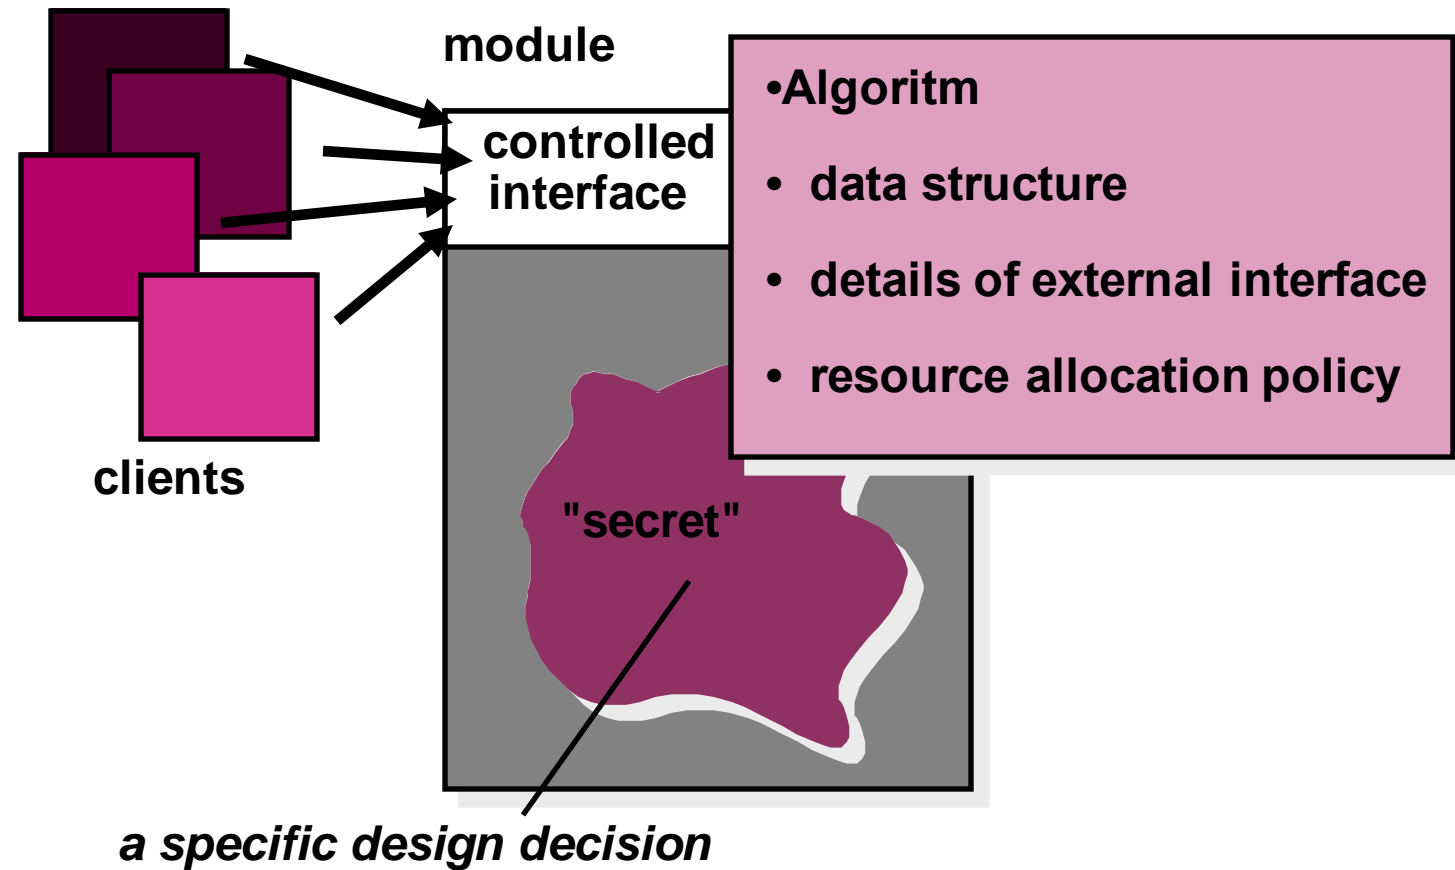 module
•Algoritm
controlled
interface
• data structure
• details of external interface
• resource allocation policy
clients
"secret"
a specific design decision